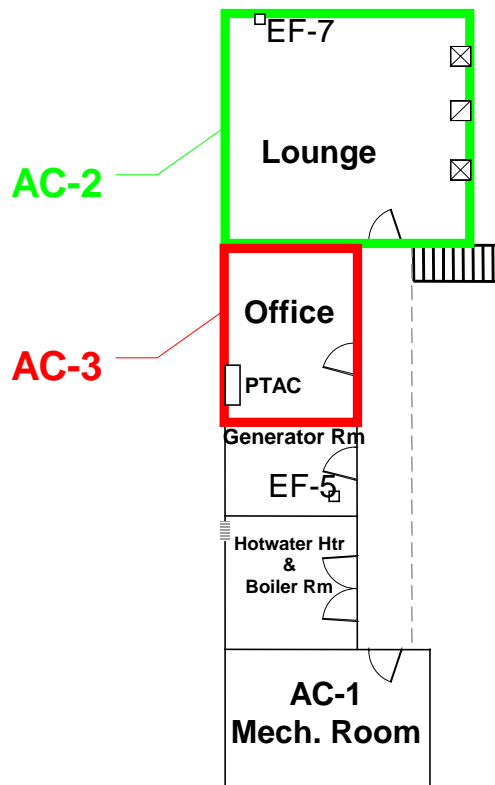 EF-7
Lounge
AC-2
Office
AC-3
PTAC
Generator Rm
EF-5
Hotwater Htr
&
Boiler Rm
AC-1
Mech. Room